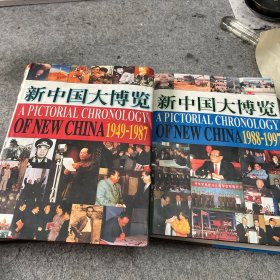 新中国大博览
A PICTORIAL CHRONOLOGY
OF NEW CHINA 1949-1987
新中国大博览
A PICTORIAL CHRONOLOGY
OF NEW CHINA 1988-1997